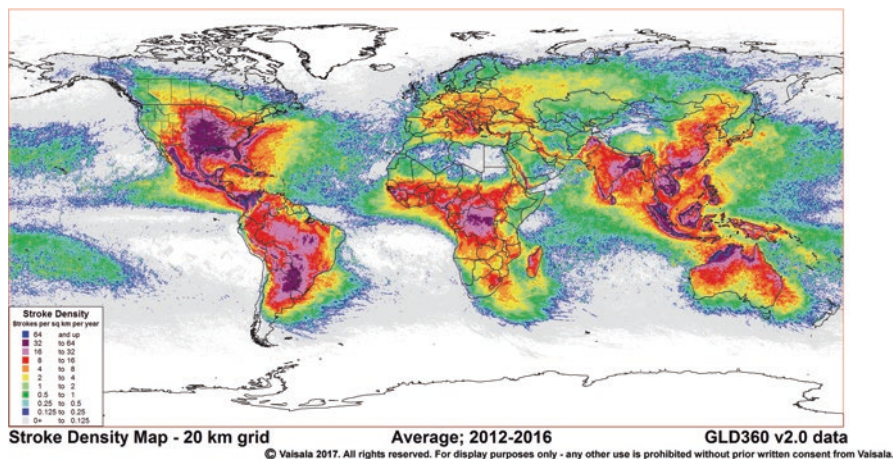 Stroke Density
Strokes per sq km per year
64 and up
32 to 64
16 to 32
8 to 16
4 to 8
2 to 4
1 to 2
0.5 to 1
0.25 to 0.5
0.125 to 0.25
0+ to 0.125
Stroke Density Map - 20 km grid Average; 2012-2016 GLD360 v2.0 data
© Vaisala 2017. All rights reserved. For display purposes only - any other use is prohibited without prior written consent from Vaisala.